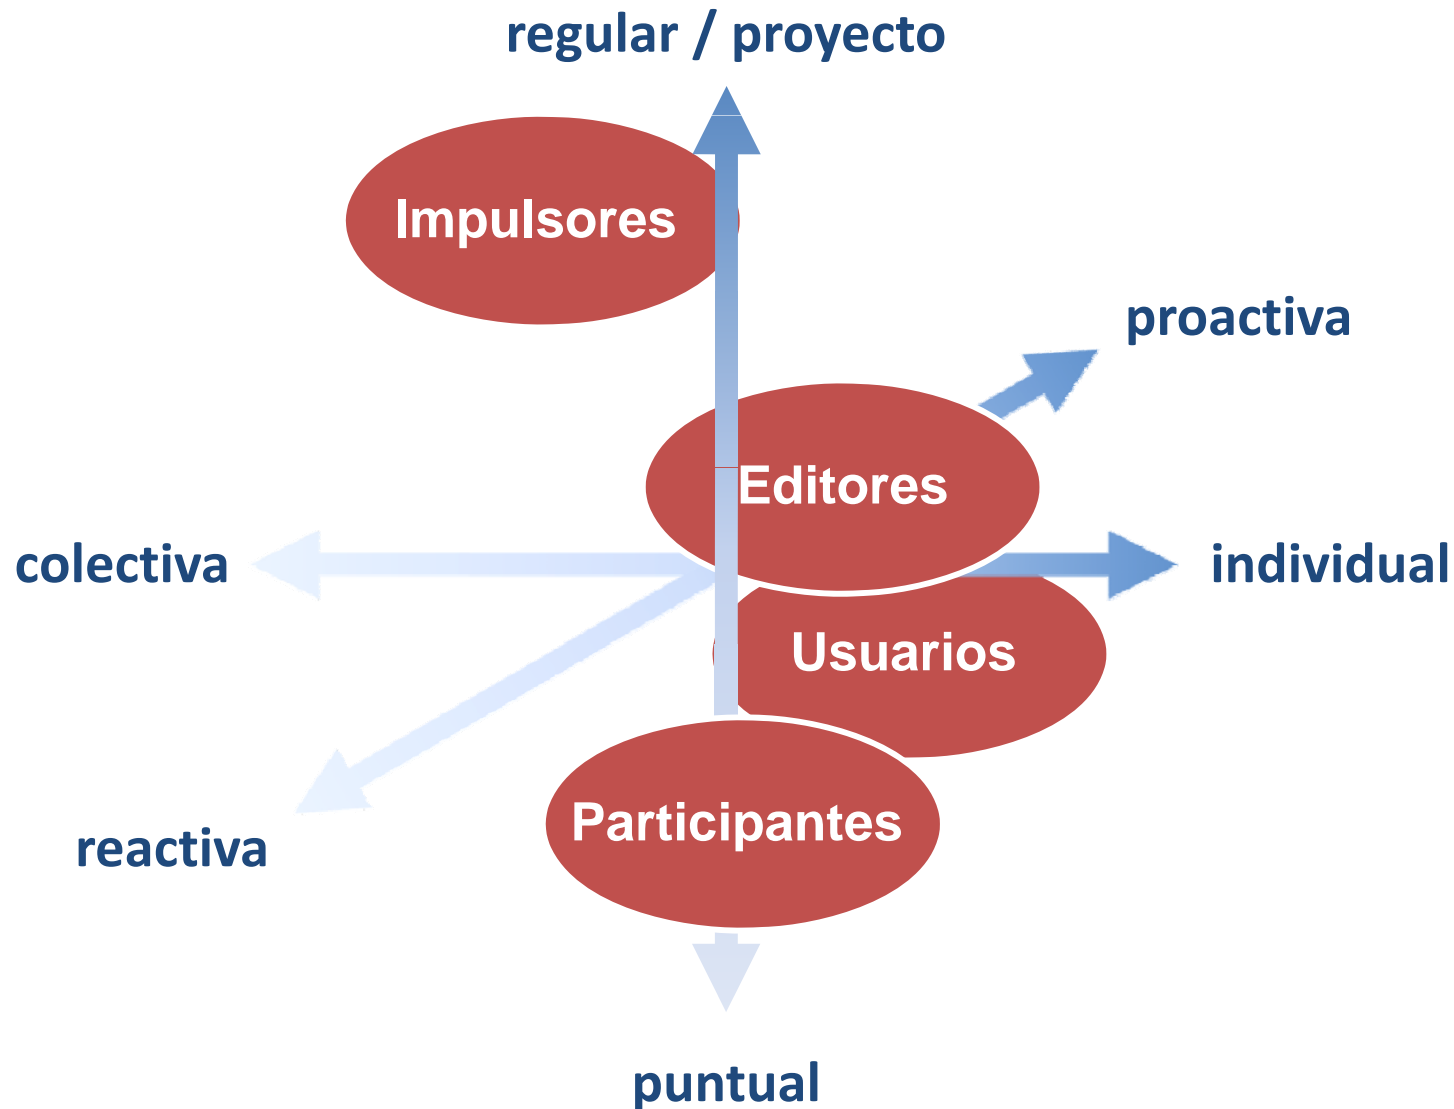 regular / proyecto
Impulsores
proactiva
Editores
colectiva
individual
Usuarios
Participantes
reactiva
puntual